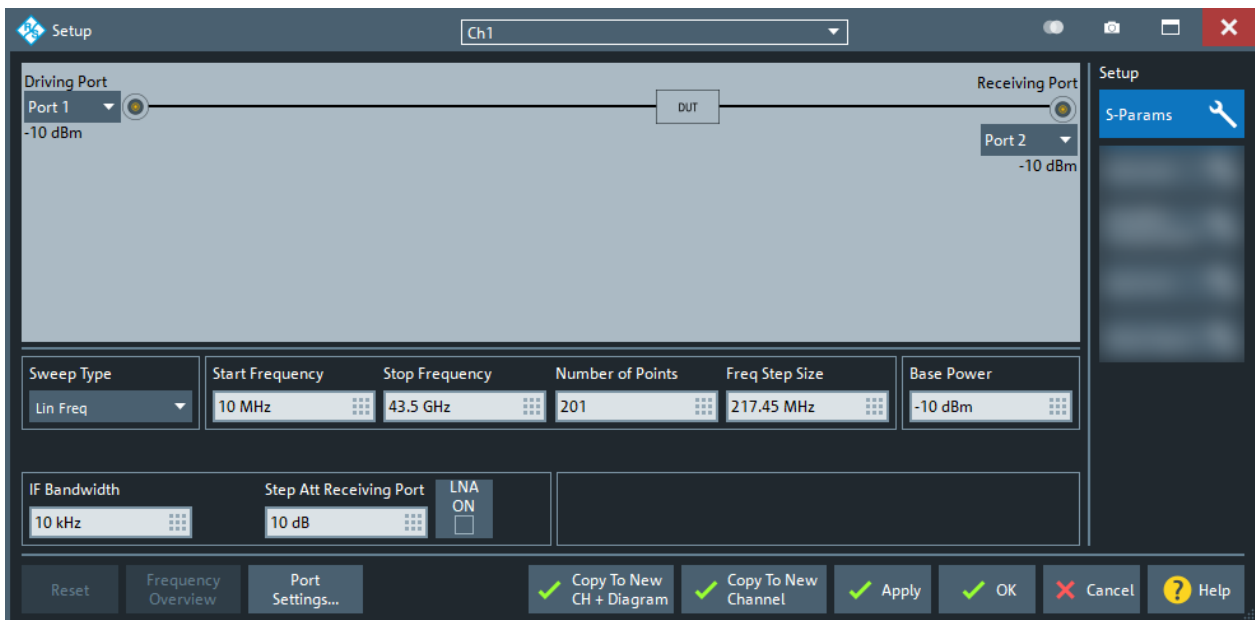 Setup
Ch1
Driving Port
Port 1
-10 dBm
DUT
Receiving Port
Port 2
-10 dBm
Setup
S-Params
Sweep Type
Lin Freq
Start Frequency
10 MHz
Stop Frequency
43.5 GHz
Number of Points
201
Freq Step Size
217.45 MHz
Base Power
-10 dBm
IF Bandwidth
10 kHz
Step Att Receiving Port
10 dB
LNA
ON
Reset
Frequency
Overview
Port
Settings...
Copy To New
CH + Diagram
Copy To New
Channel
Apply
OK
Cancel
? Help